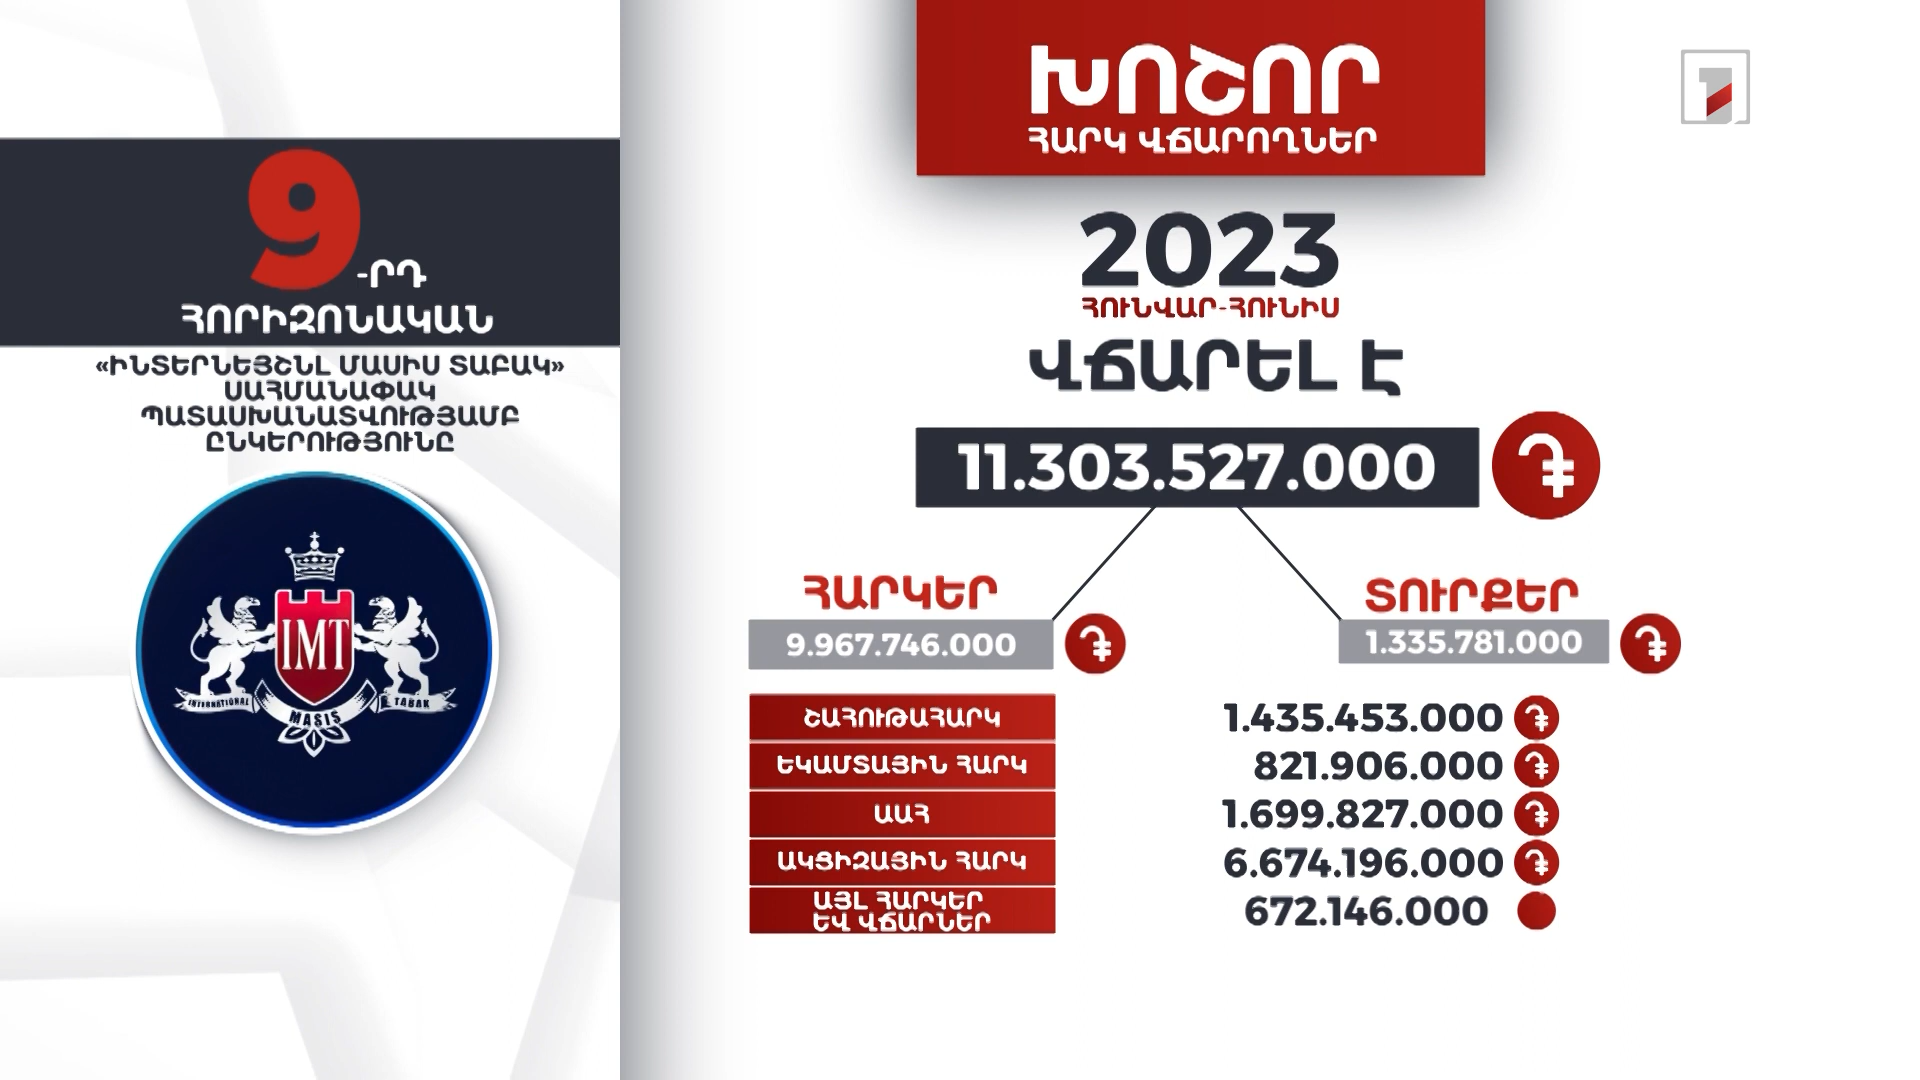 9-ՐԴ
ՀՈՐԻԶՈՆԱԿԱՆ
«ԻՆՏԵՐՆԵՅՇՆԼ ՄԱՍԻՍ ՏԱԲԱԿ»
ՍԱՀՄԱՆԱՓԱԿ
ՊԱՏԱՍԽԱՆԱՏՎՈՒԹՅԱՄԲ
ԸՆԿԵՐՈՒԹՅՈՒՆԸ
IMT
INTERNATIONAL
MASIS
TABAK
ԽՈՇՈՐ
ՀԱՐԿ ՎՃԱՐՈՂՆԵՐ
1
2023
ՀՈՒՆՎԱՐ-ՀՈՒՆԻՍ
ՎՃԱՐԵԼ Է
11.303.527.000 ֏
ՀԱՐԿԵՐ
9.967.746.000 ֏
ՏՈՒՐՔԵՐ
1.335.781.000 ֏
ՇԱՀՈՒԹԱՀԱՐԿ 1.435.453.000 ֏
ԵԿԱՄՏԱՅԻՆ ՀԱՐԿ 821.906.000 ֏
ԱԱՀ 1.699.827.000 ֏
ԱԿՑԻԶԱՅԻՆ ՀԱՐԿ 6.674.196.000 ֏
ԱՅԼ ՀԱՐԿԵՐ
ԵՎ ՎՃԱՐՆԵՐ 672.146.000